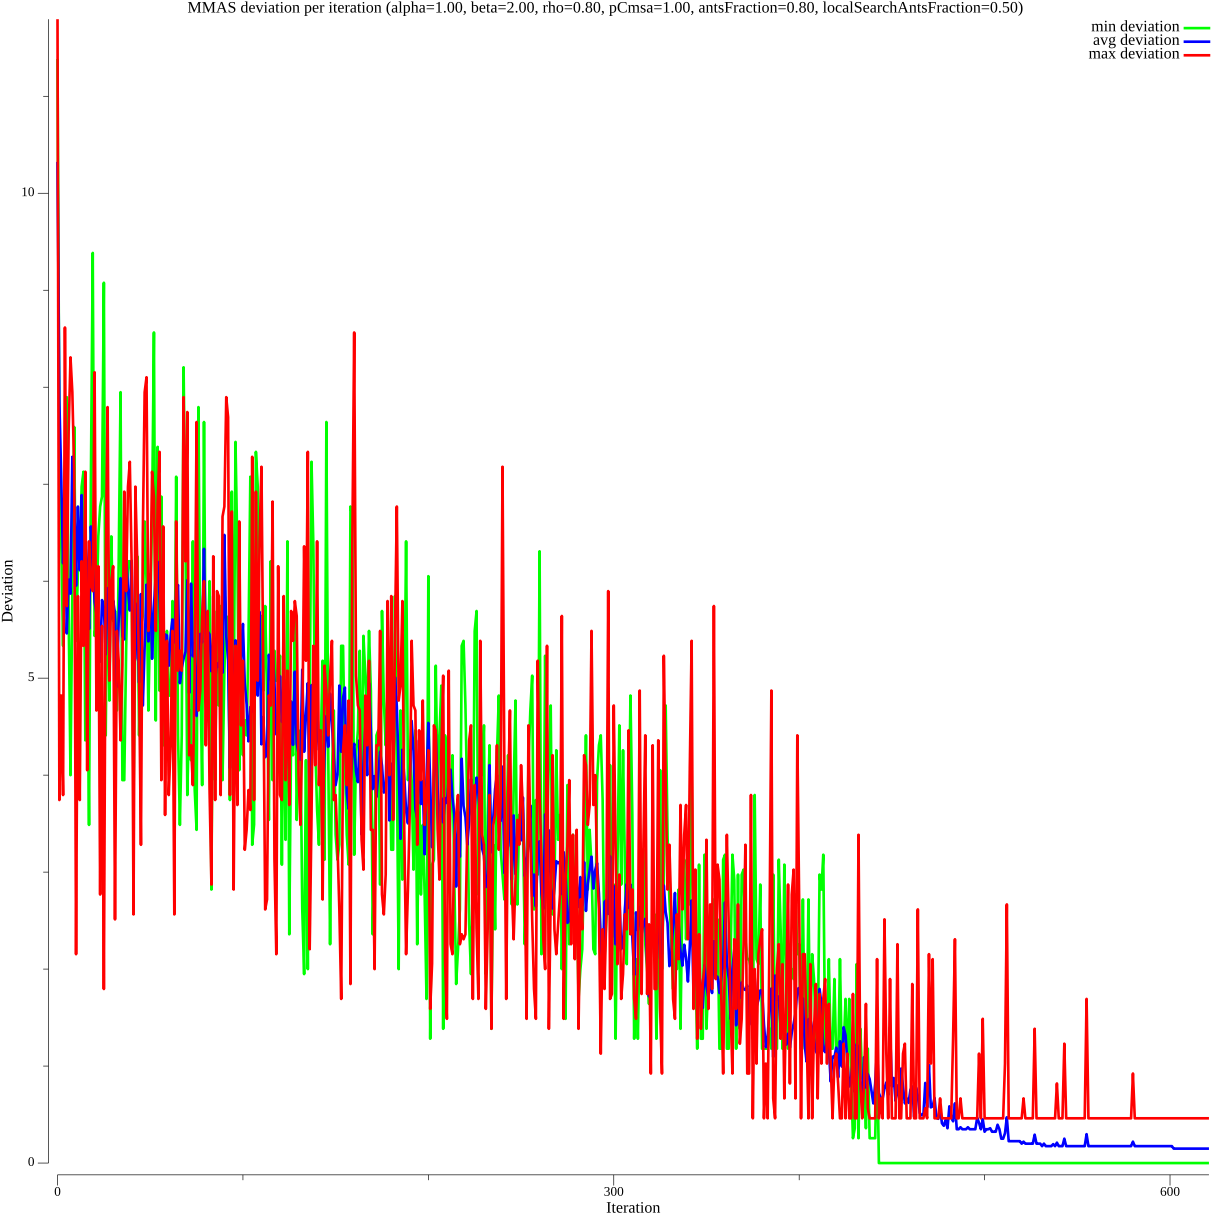 MMAS deviation per iteration (alpha=1.00, beta=2.00, rho=0.80, pCmsa=1.00, antsFraction=0.80, localSearchAntsFraction=0.50)
min deviation
avg deviation
max deviation
10
5
0
Deviation
0
300
600
Iteration